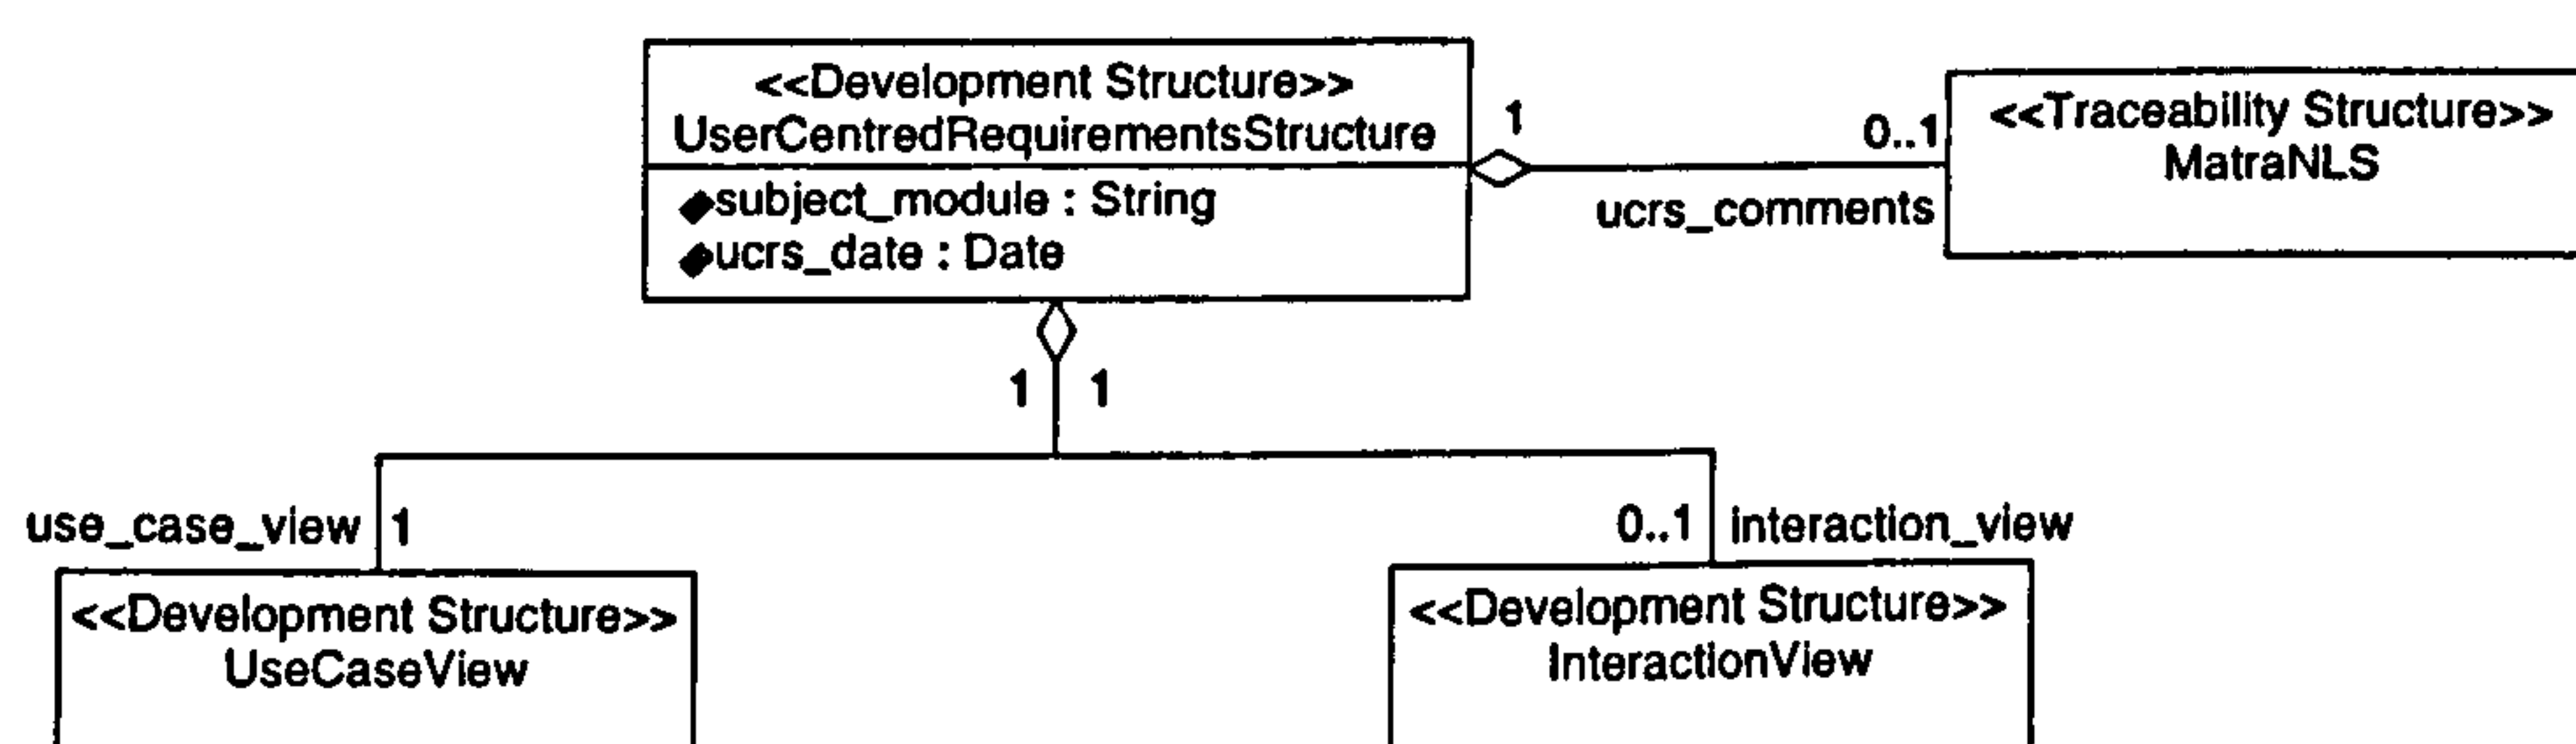 <<Development Structure>>
UserCentredRequirementsStructure
subject_module : String
ucrs_date : Date
1
0..1
ucrs_comments
<<Traceability Structure>>
MatraNLS
1 1
use_case_view 1
0..1 interaction_view
<<Development Structure>>
UseCaseView
<<Development Structure>>
InteractionView